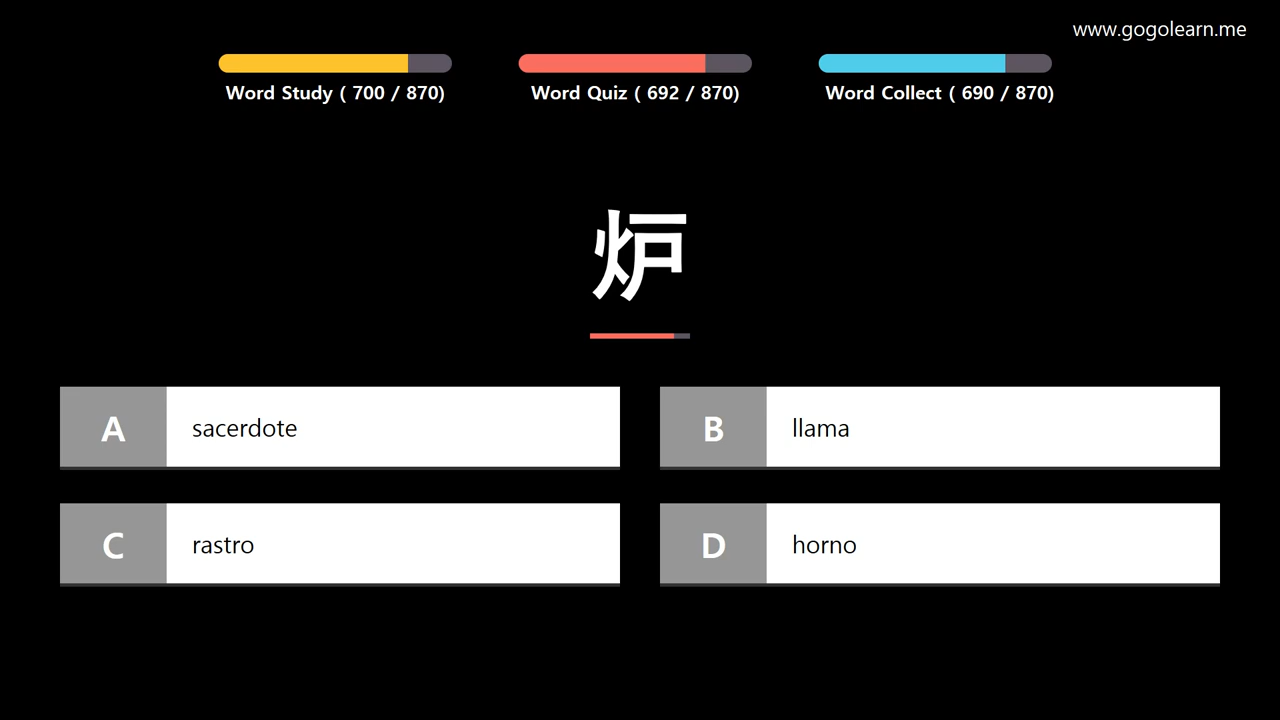 www.gogolearn.me
Word Study ( 700 / 870)
Word Quiz ( 692 / 870)
Word Collect ( 690 / 870)
炉
A sacerdote
B llama
C rastro
D horno